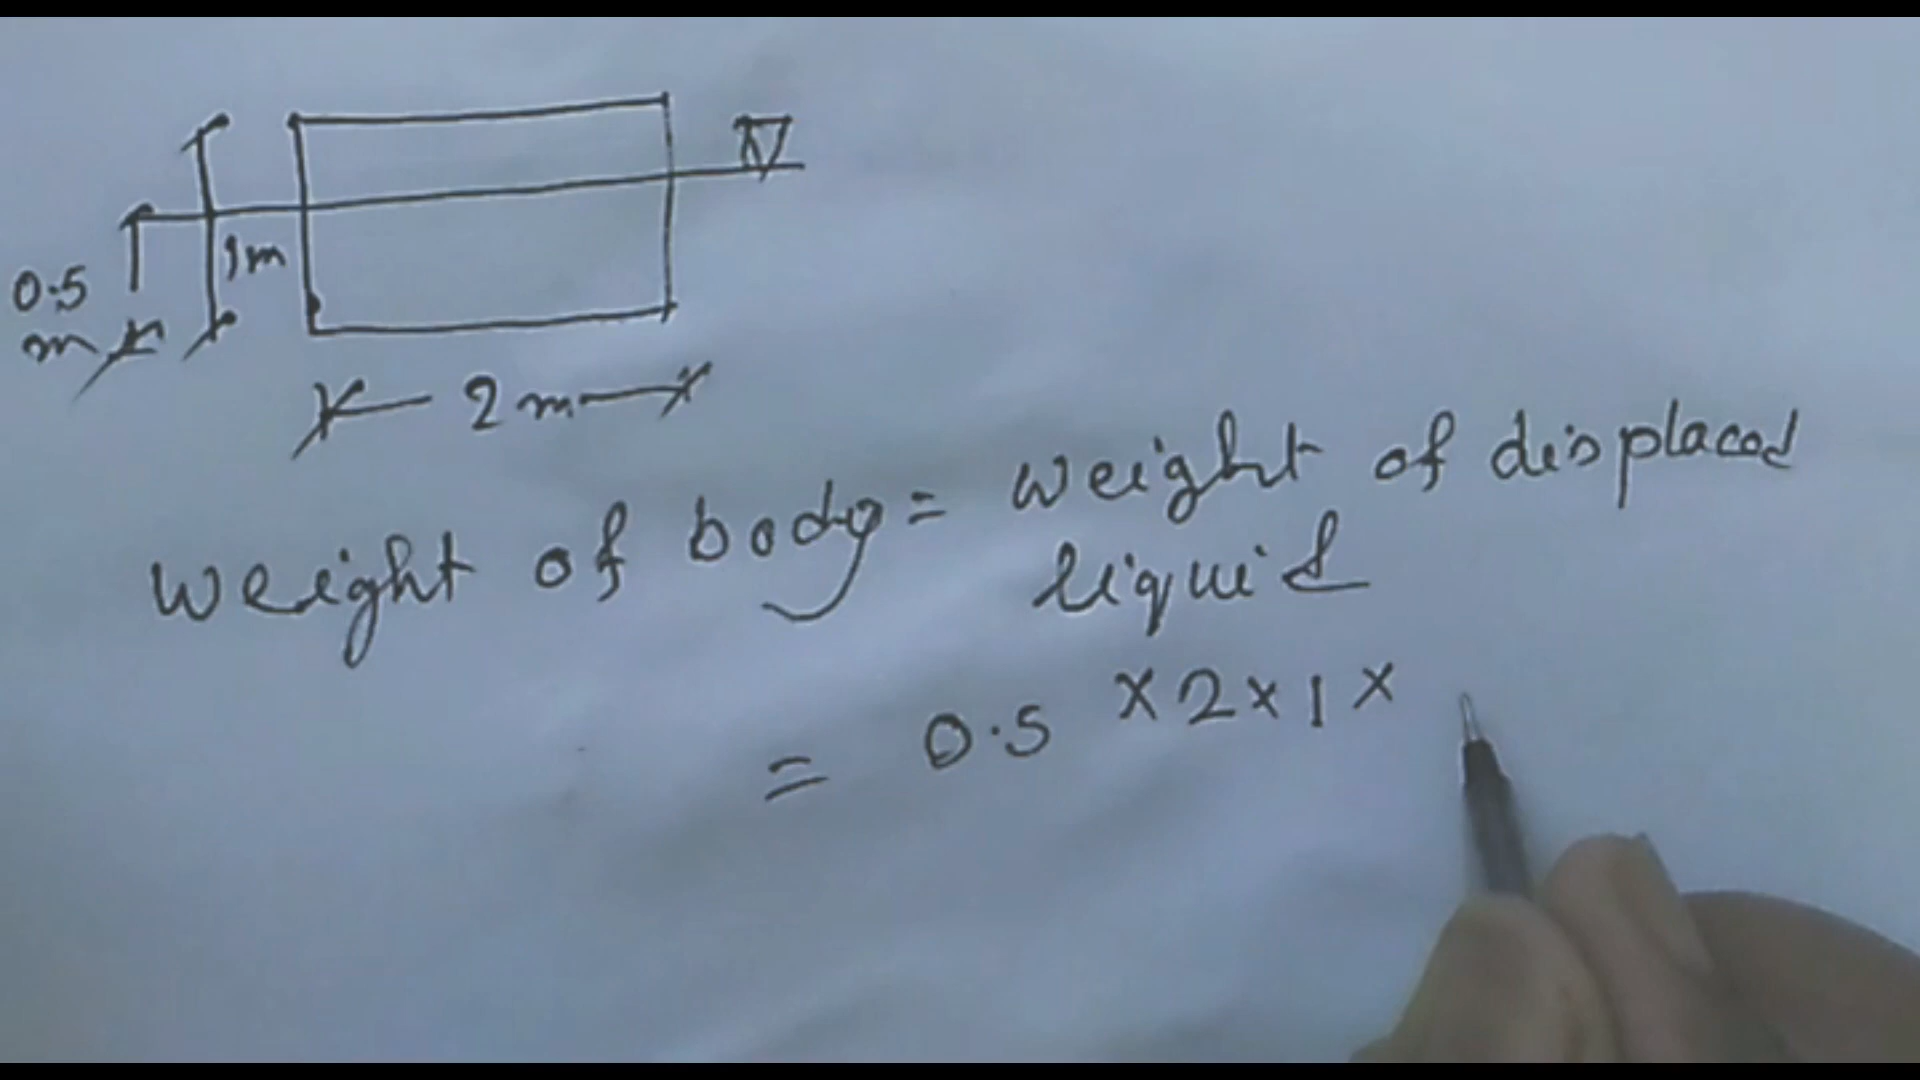 0.5
m
1m
2m
Weight of body = Weight of displaced
liquid
= 0.5 × 2 × 1 ×